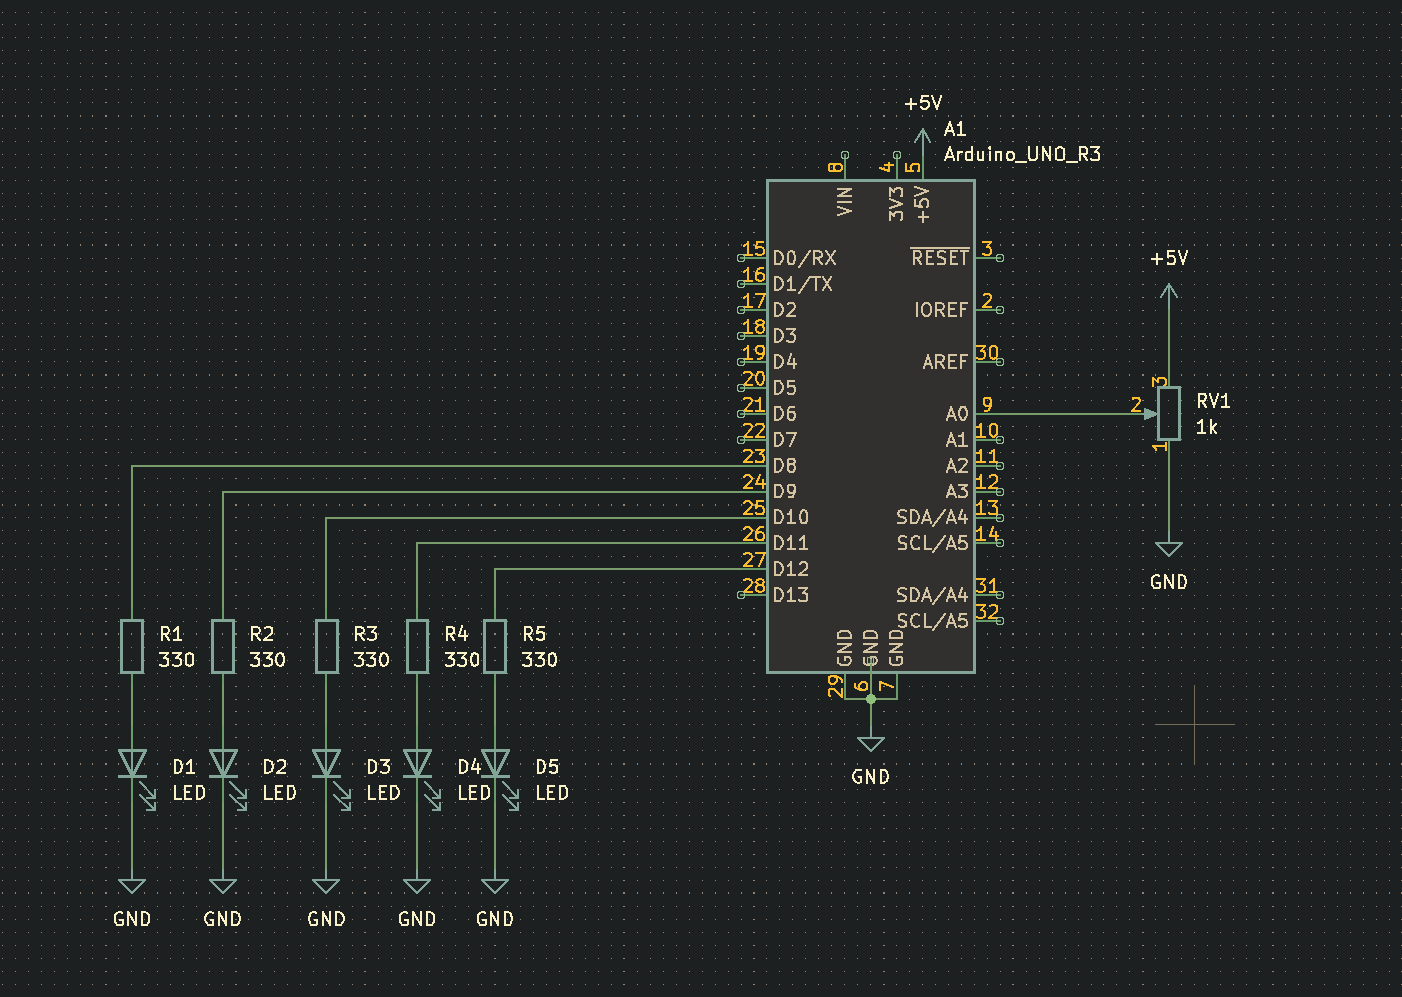 +5V
A1
Arduino_UNO_R3
8
4
5
VIN
3V3
+5V
15 D0/RX
16 D1/TX
17 D2
18 D3
19 D4
20 D5
21 D6
22 D7
23 D8
24 D9
25 D10
26 D11
27 D12
28 D13
RESET 3
IOREF 2
AREF 30
A0 9
A1 10
A2 11
A3 12
SDA/A4 13
SCL/A5 14
SDA/A4 31
SCL/A5 32
GND
GND
GND
29
6
7
GND
+5V
3
2
1
RV1
1k
GND
R1
330
R2
330
R3
330
R4
330
R5
330
D1
LED
D2
LED
D3
LED
D4
LED
D5
LED
GND
GND
GND
GND
GND